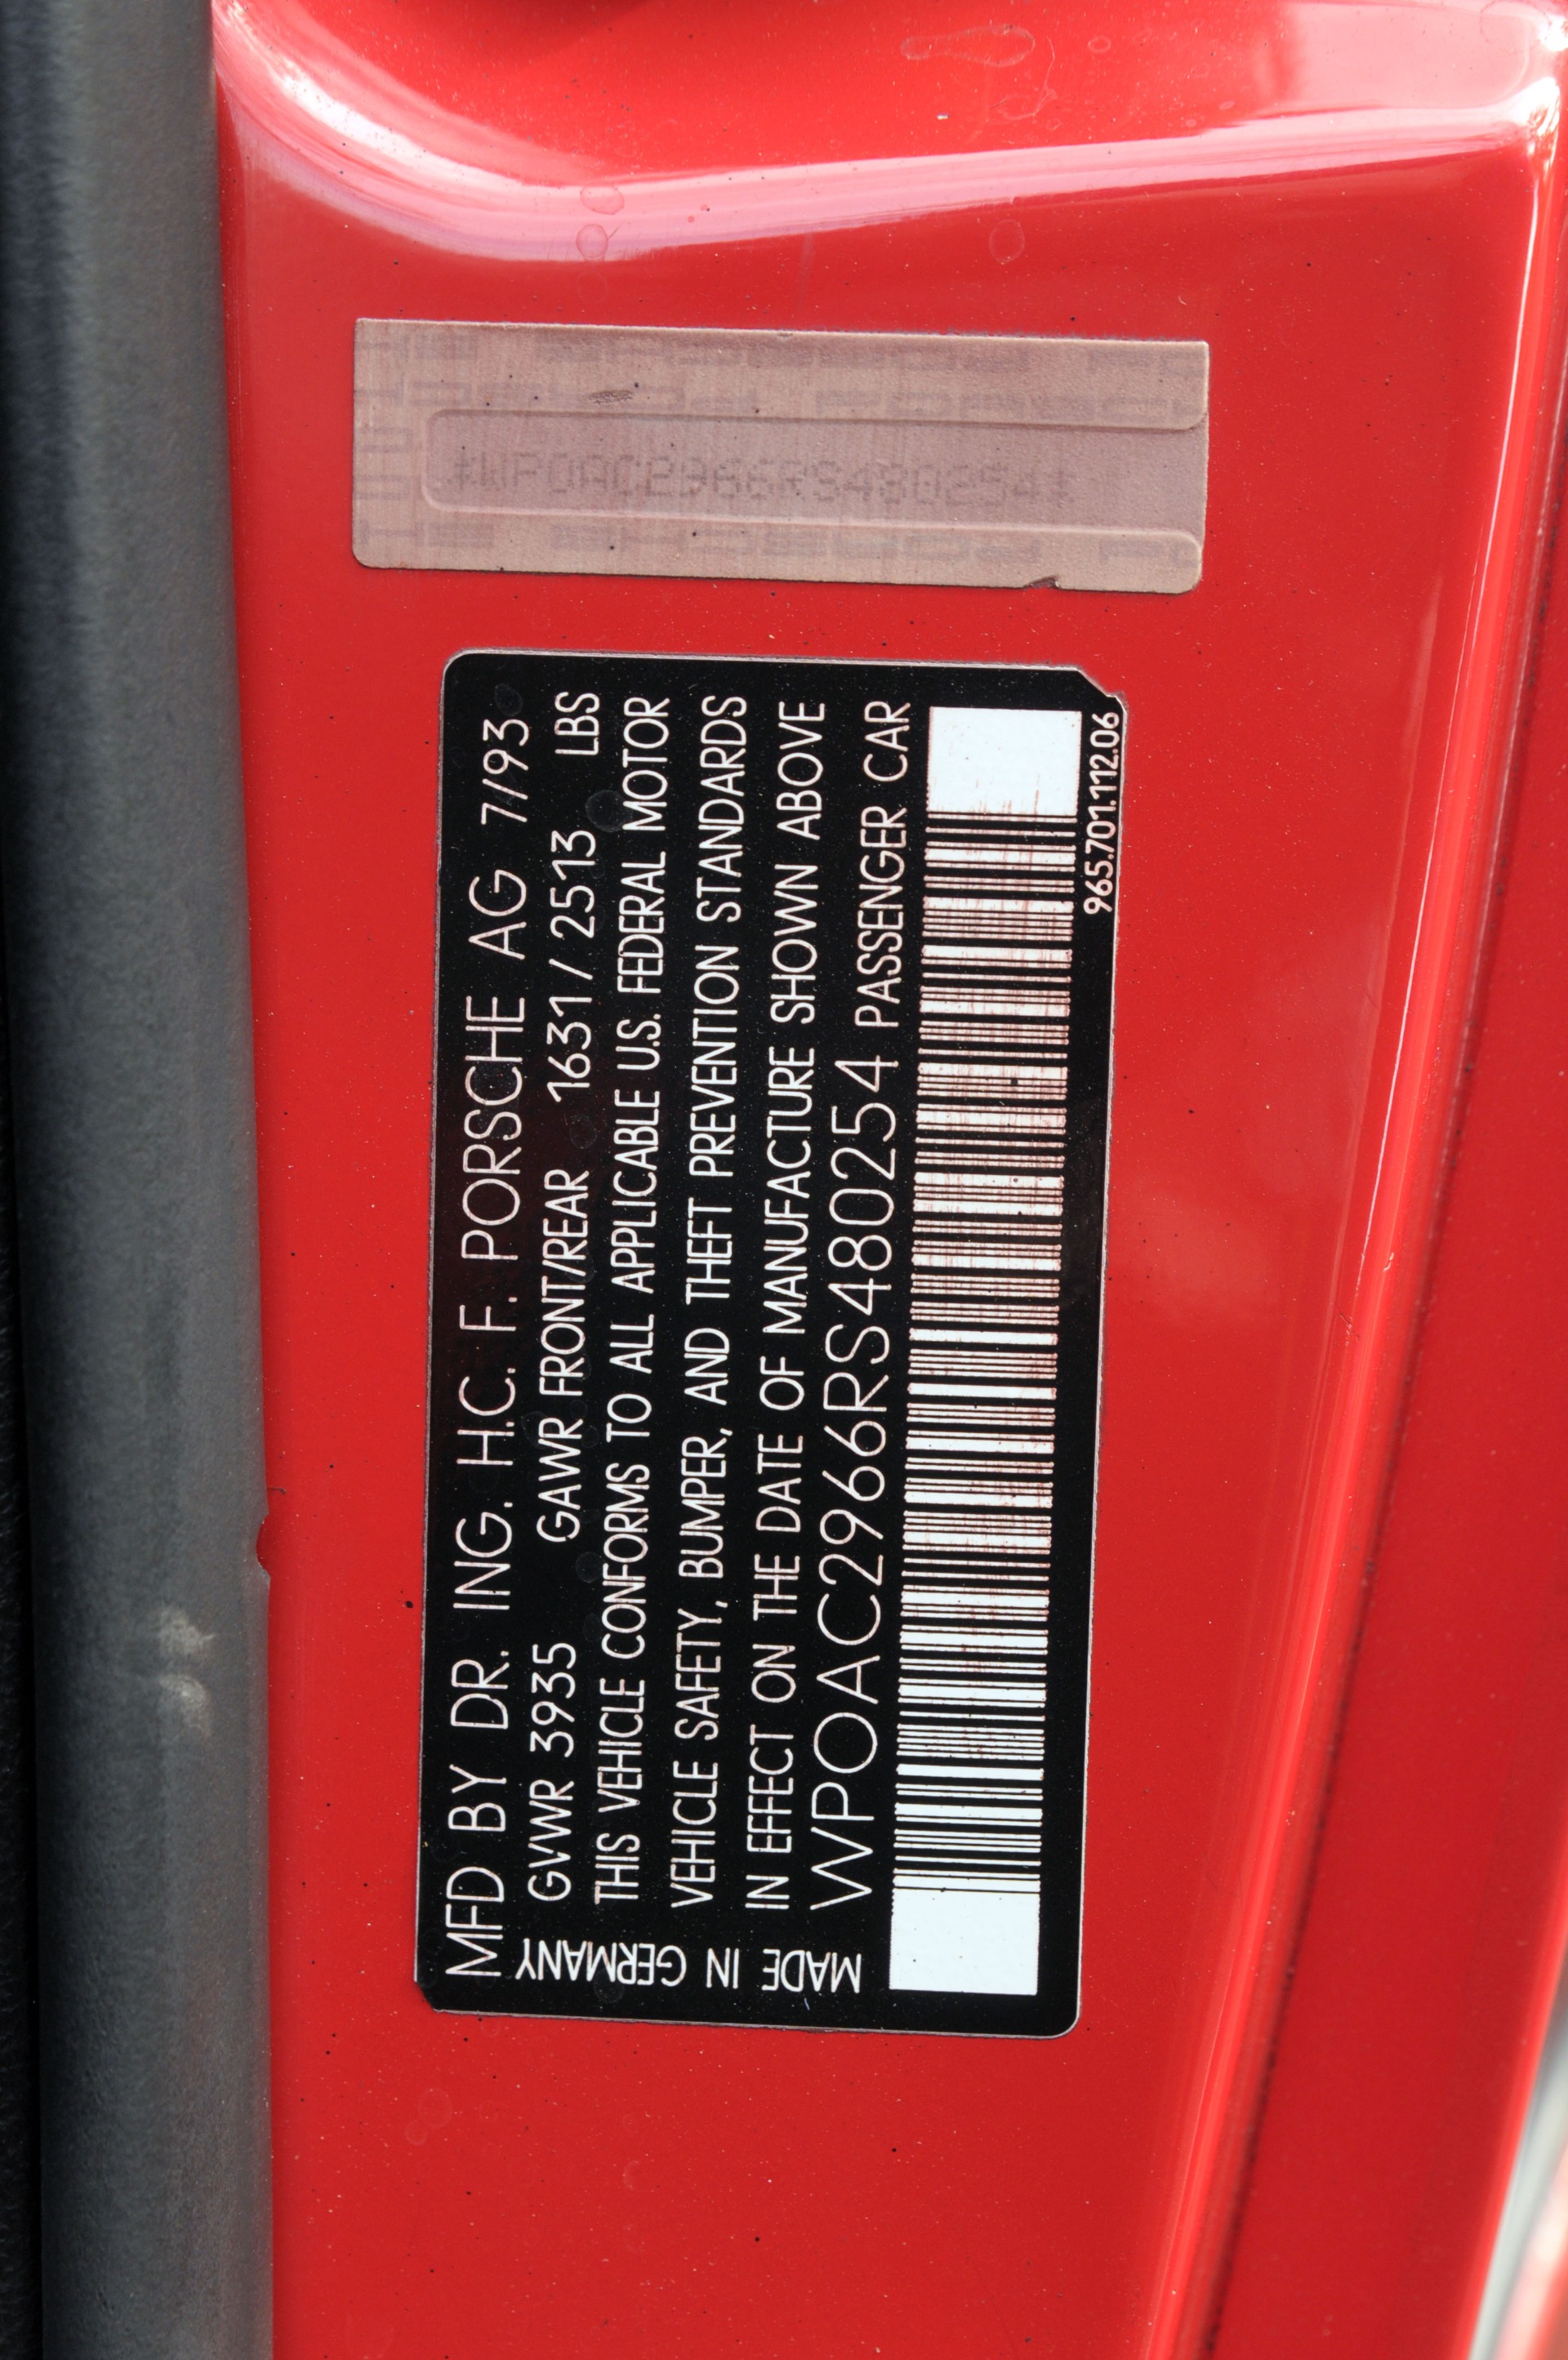 MFD BY DR. ING. H.C. F. PORSCHE AG 7/93
GVWR 3935 GAWR FRONT/REAR 1631 / 2513 LBS
THIS VEHICLE CONFORMS TO ALL APPLICABLE U.S. FEDERAL MOTOR
VEHICLE SAFETY, BUMPER, AND THEFT PREVENTION STANDARDS
IN EFFECT ON THE DATE OF MANUFACTURE SHOWN ABOVE
WPOAC2966RS480254 PASSENGER CAR
MADE IN GERMANY
965.701.112.06
*WP0AC2966RS480254*